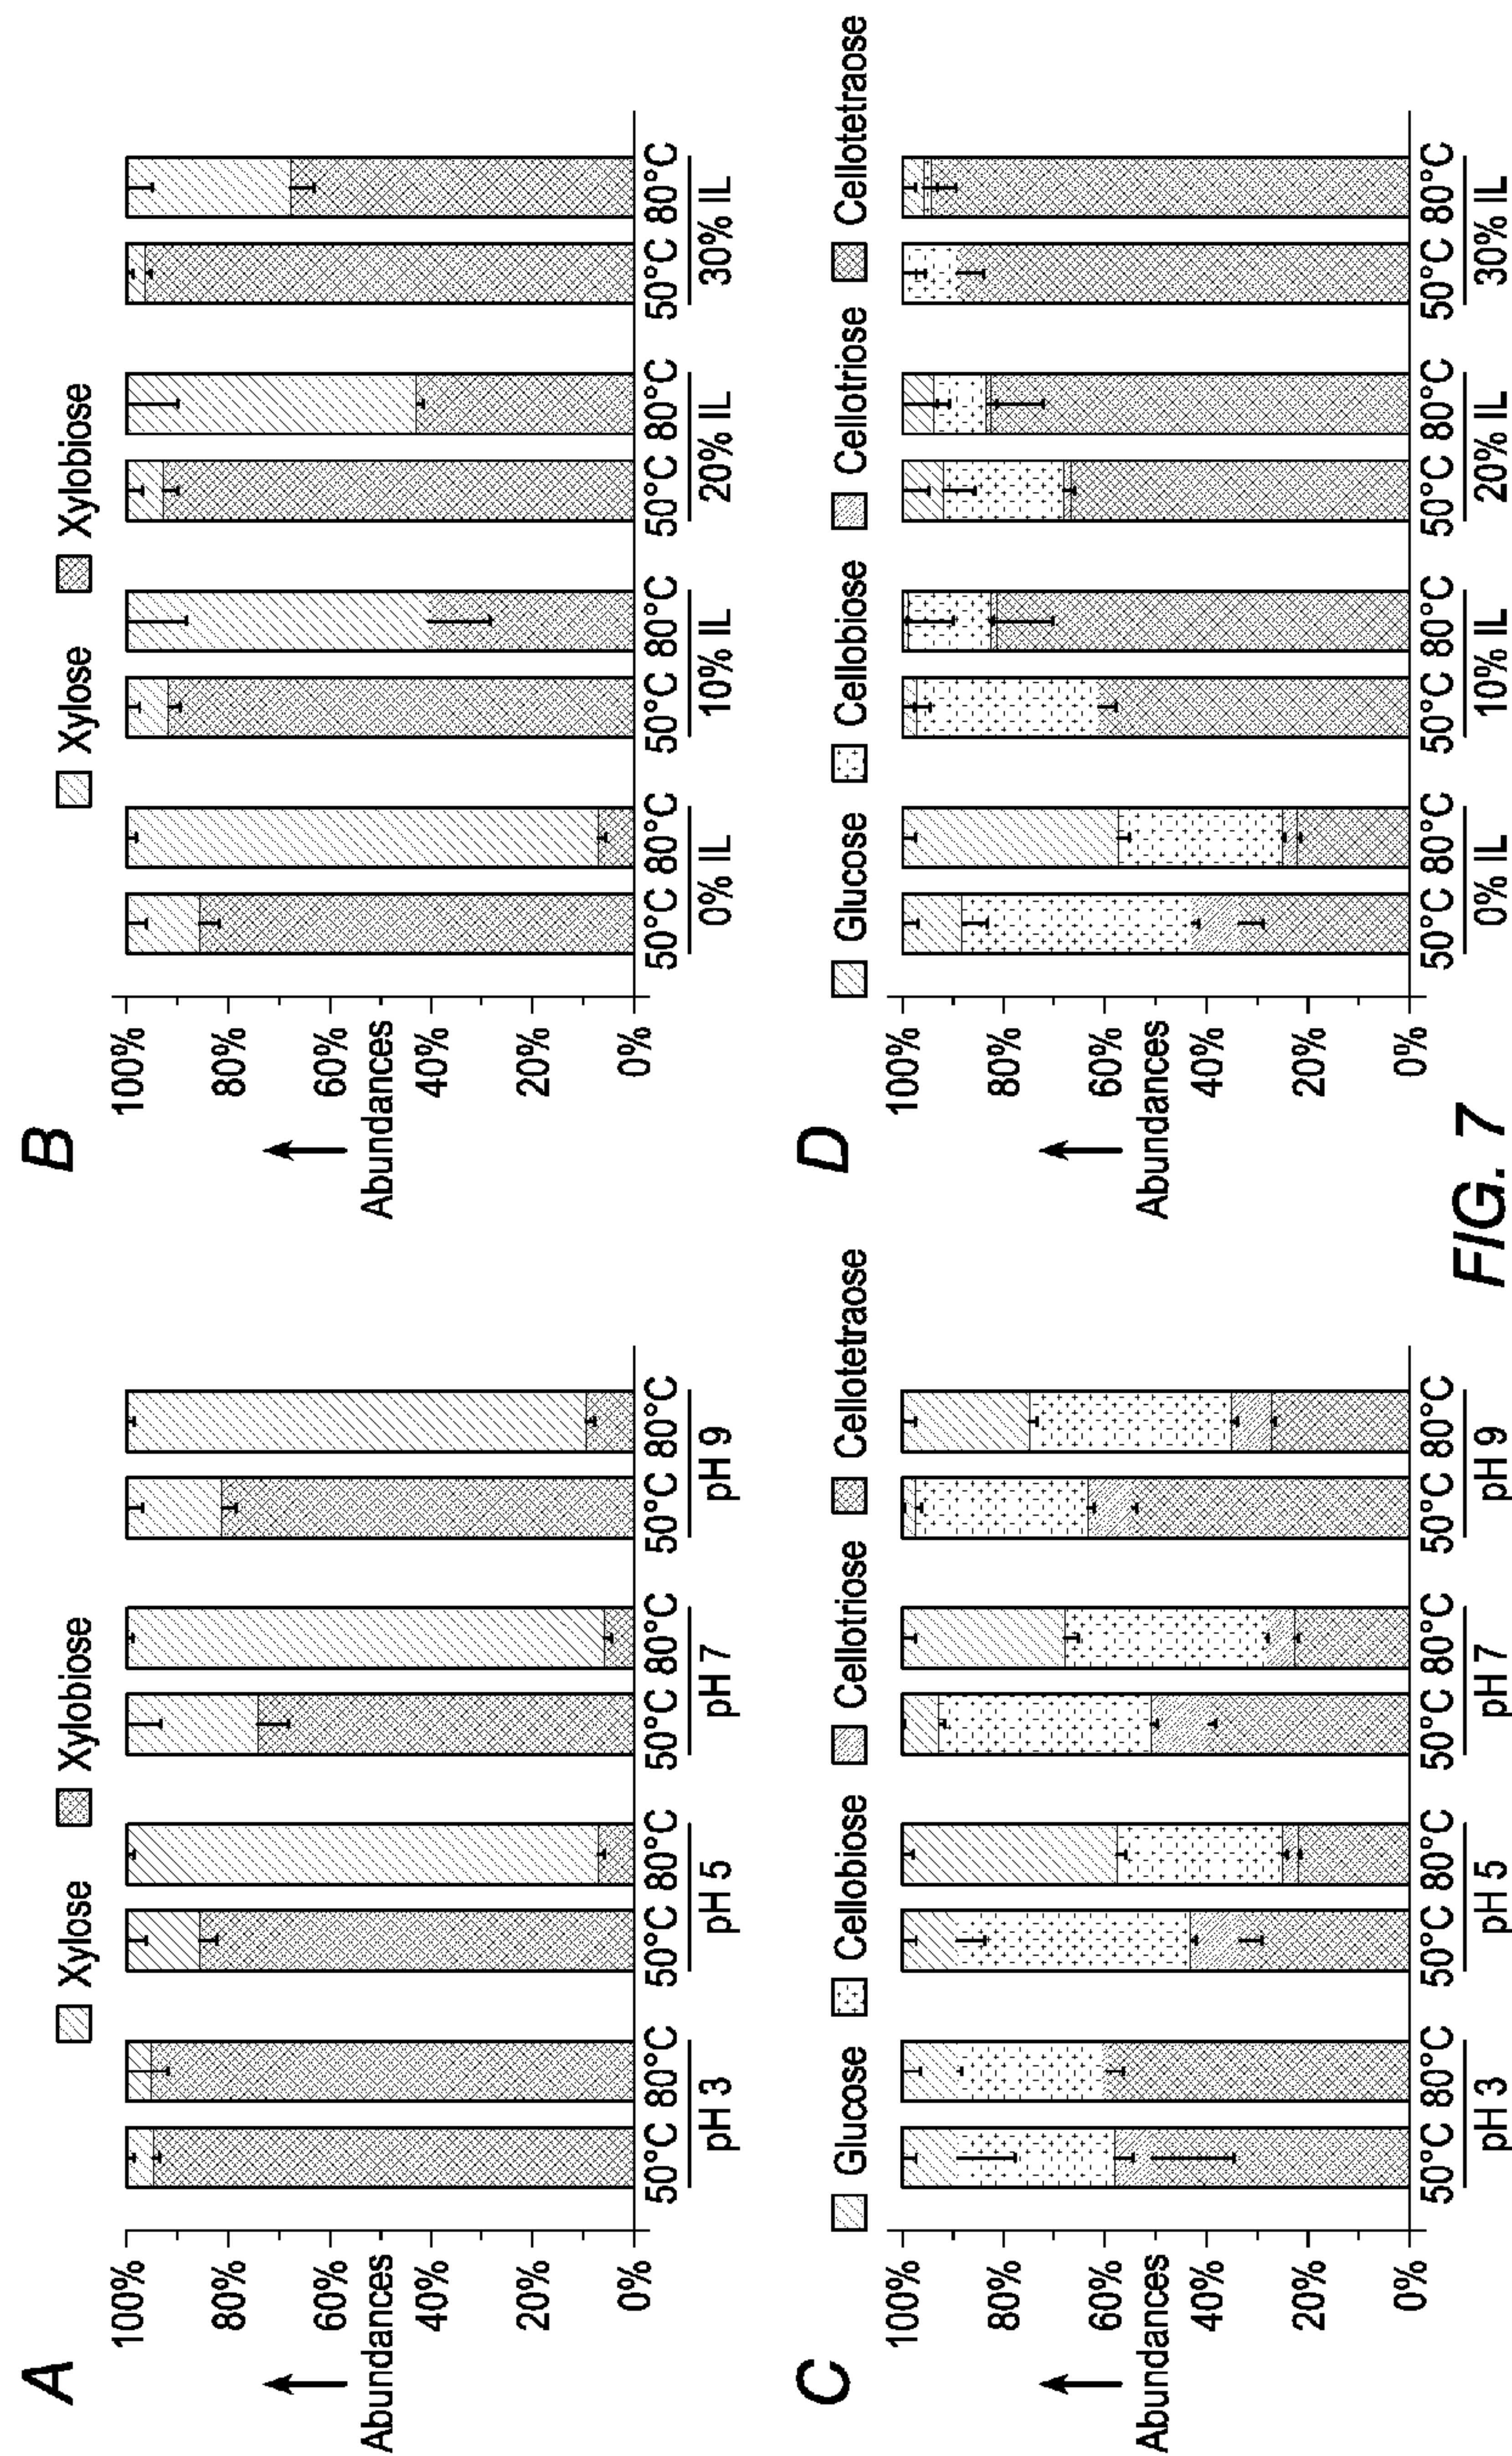 A
Xylose Xylobiose
100%
80%
60%
40%
20%
0%
Abundances
50°C 80°C 50°C 80°C 50°C 80°C 50°C 80°C
pH 3 pH 5 pH 7 pH 9
B
Xylose Xylobiose
100%
80%
60%
40%
20%
0%
Abundances
50°C 80°C 50°C 80°C 50°C 80°C 50°C 80°C
0% IL 10% IL 20% IL 30% IL
C
Glucose Cellobiose Cellotriose Cellotetraose
100%
80%
60%
40%
20%
0%
Abundances
50°C 80°C 50°C 80°C 50°C 80°C 50°C 80°C
pH 3 pH 5 pH 7 pH 9
D
Glucose Cellobiose Cellotriose Cellotetraose
100%
80%
60%
40%
20%
0%
Abundances
50°C 80°C 50°C 80°C 50°C 80°C 50°C 80°C
0% IL 10% IL 20% IL 30% IL
FIG. 7